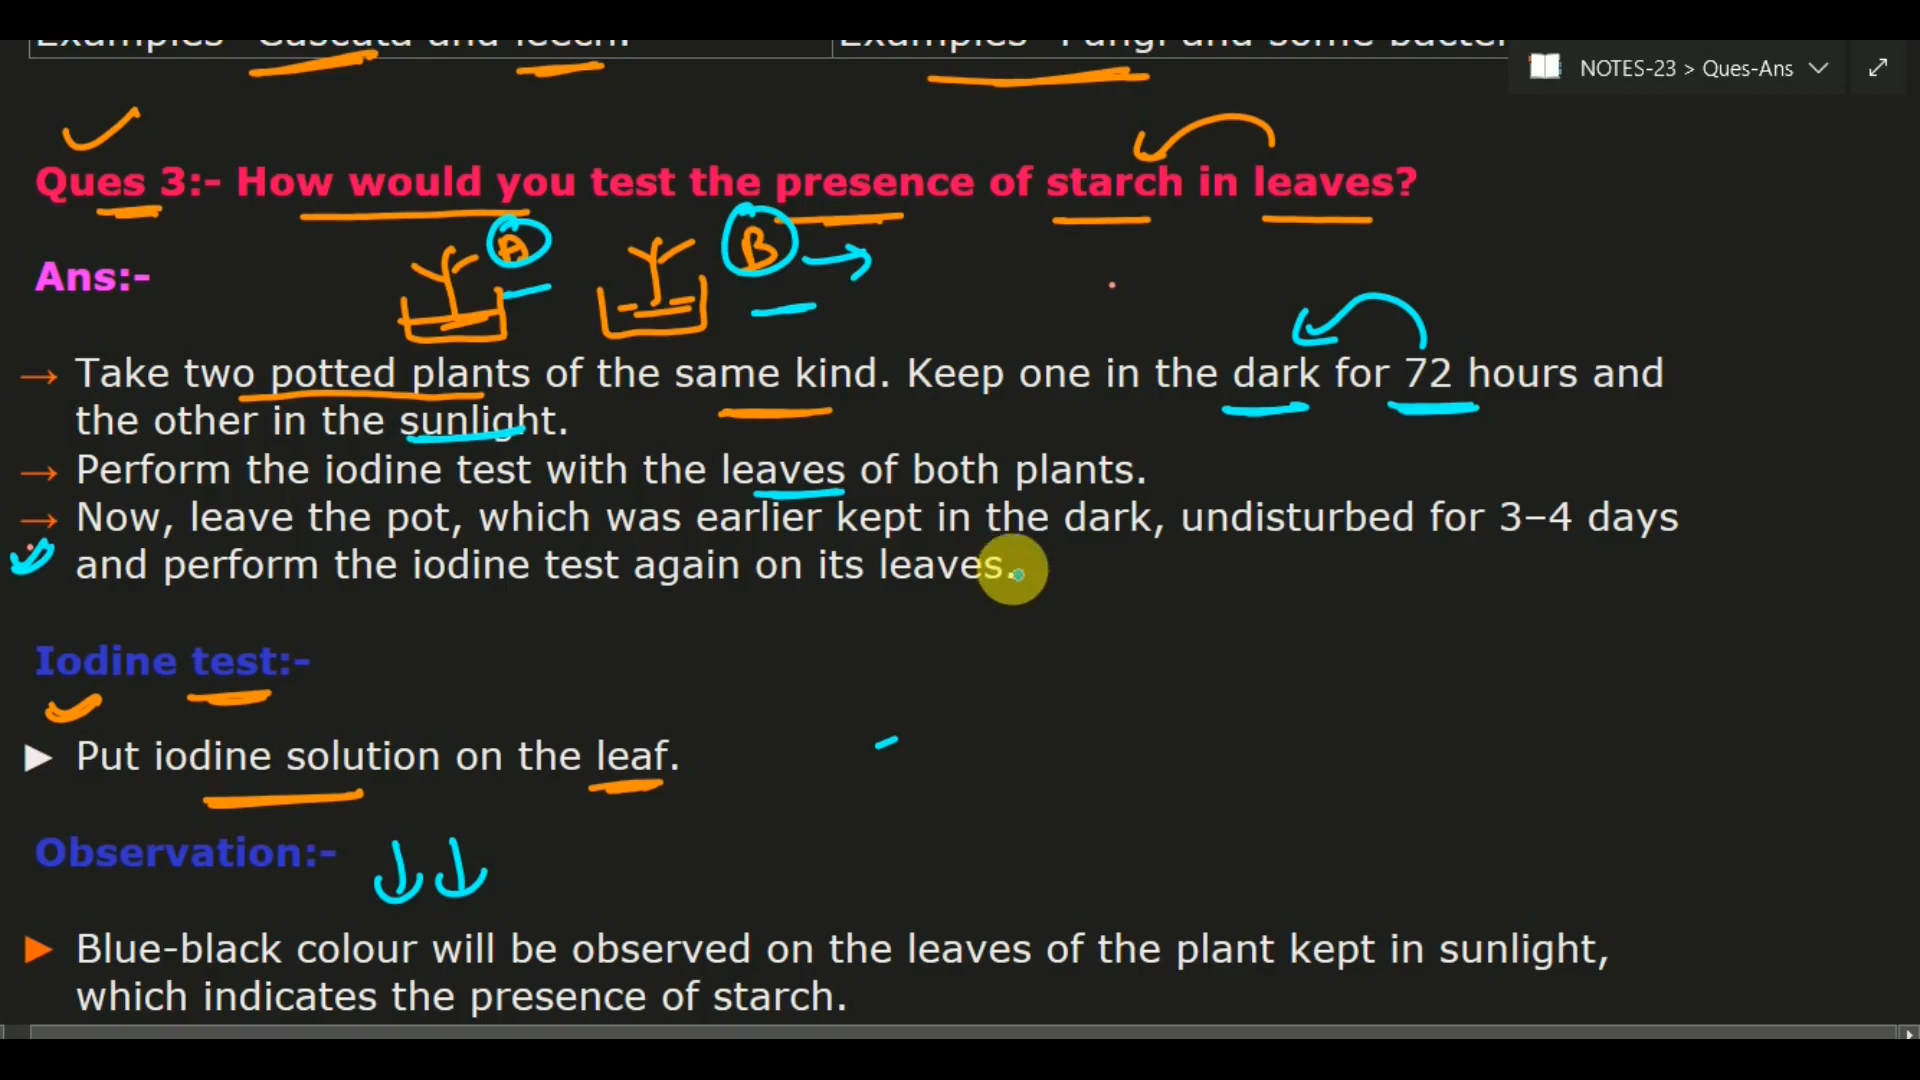 NOTES-23 > Ques-Ans
Ques 3:- How would you test the presence of starch in leaves?
A B
Ans:-
→ Take two potted plants of the same kind. Keep one in the dark for 72 hours and
the other in the sunlight.
→ Perform the iodine test with the leaves of both plants.
→ Now, leave the pot, which was earlier kept in the dark, undisturbed for 3–4 days
and perform the iodine test again on its leaves.
Iodine test:-
► Put iodine solution on the leaf.
Observation:-
► Blue-black colour will be observed on the leaves of the plant kept in sunlight,
which indicates the presence of starch.